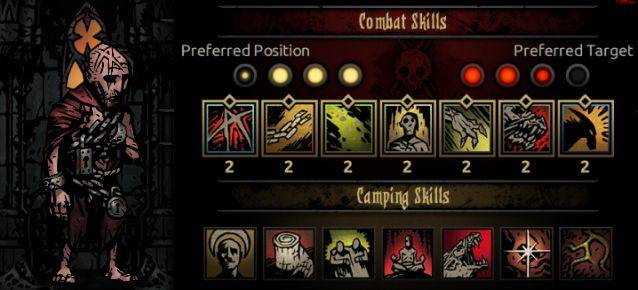 Combat Skills
Preferred Position Preferred Target
2 2 2 2 2 2 2
Camping Skills